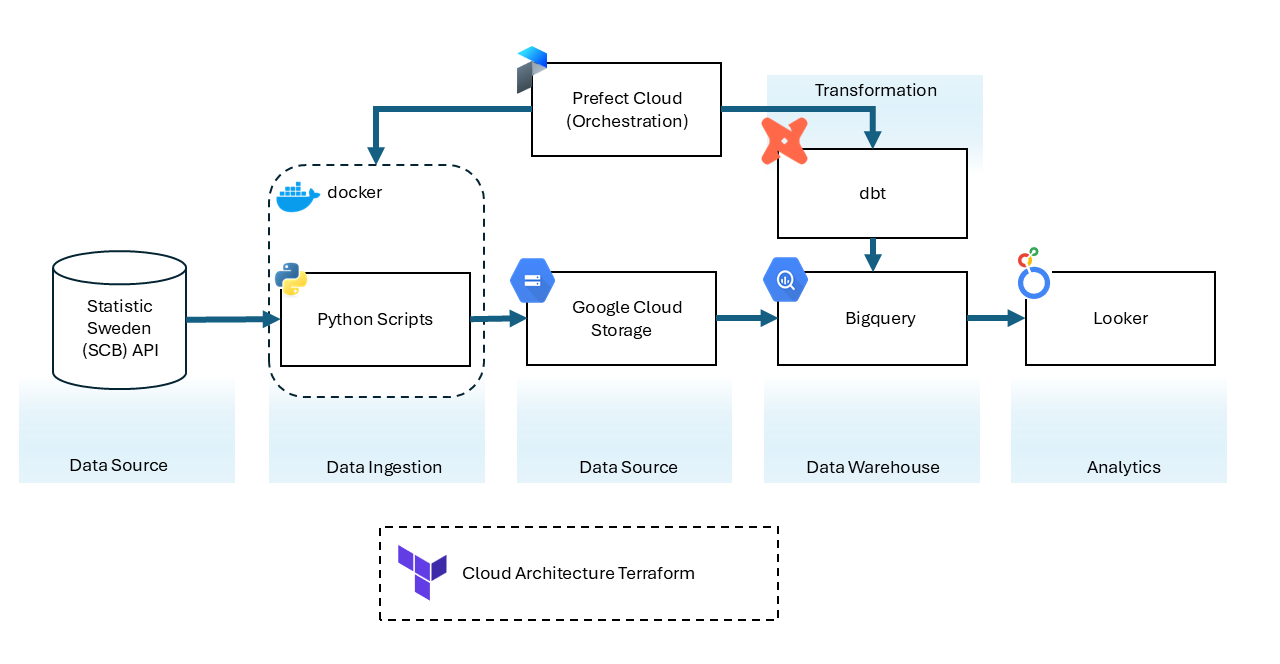 Prefect Cloud
(Orchestration)
Transformation
docker
dbt
Statistic
Sweden
(SCB) API
Python Scripts
Google Cloud
Storage
Bigquery
Looker
Data Source
Data Ingestion
Data Source
Data Warehouse
Analytics
Cloud Architecture Terraform